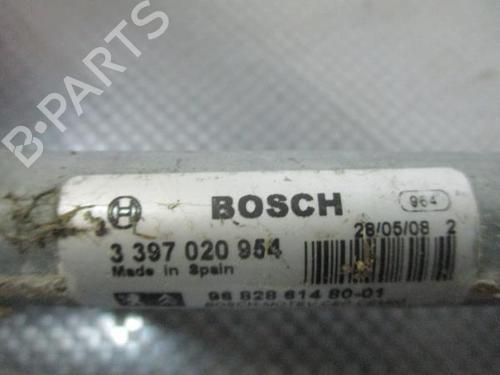 B-PARTS
BOSCH
964
3 397 020 954
28/05/08 2
Made in Spain
96 828 614 80-01